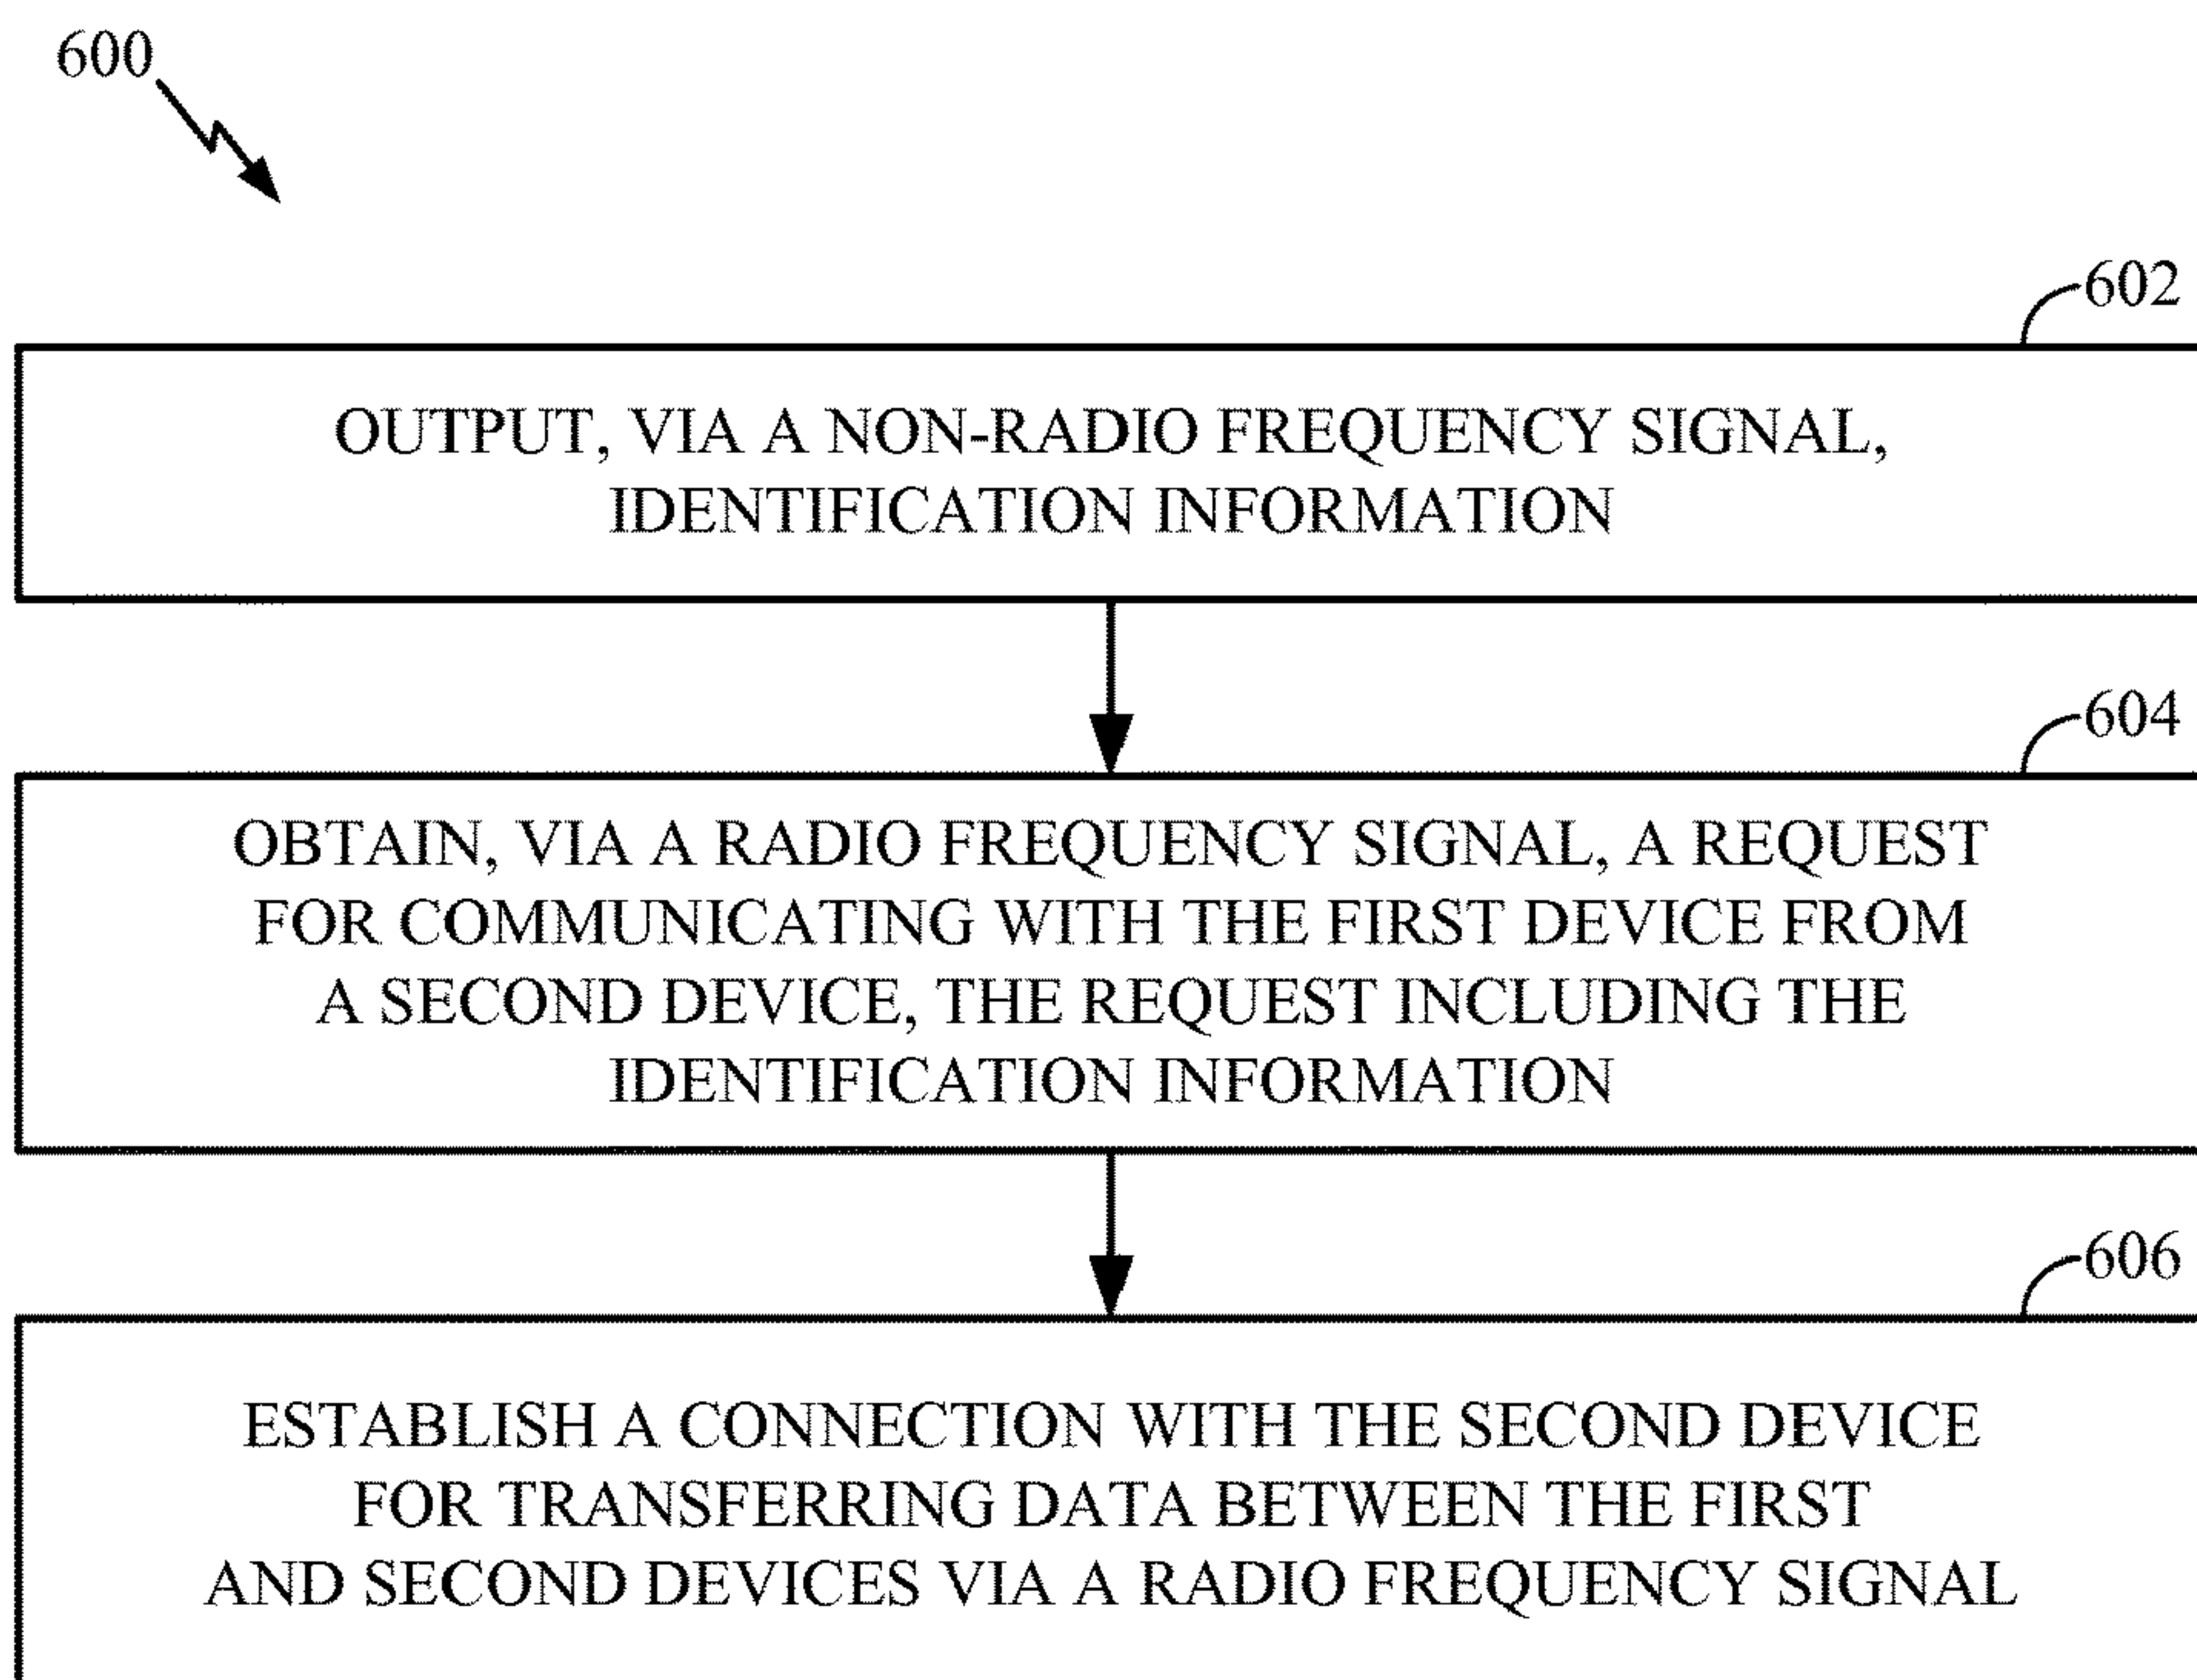 600
602
OUTPUT, VIA A NON-RADIO FREQUENCY SIGNAL,
IDENTIFICATION INFORMATION
604
OBTAIN, VIA A RADIO FREQUENCY SIGNAL, A REQUEST
FOR COMMUNICATING WITH THE FIRST DEVICE FROM
A SECOND DEVICE, THE REQUEST INCLUDING THE
IDENTIFICATION INFORMATION
606
ESTABLISH A CONNECTION WITH THE SECOND DEVICE
FOR TRANSFERRING DATA BETWEEN THE FIRST
AND SECOND DEVICES VIA A RADIO FREQUENCY SIGNAL